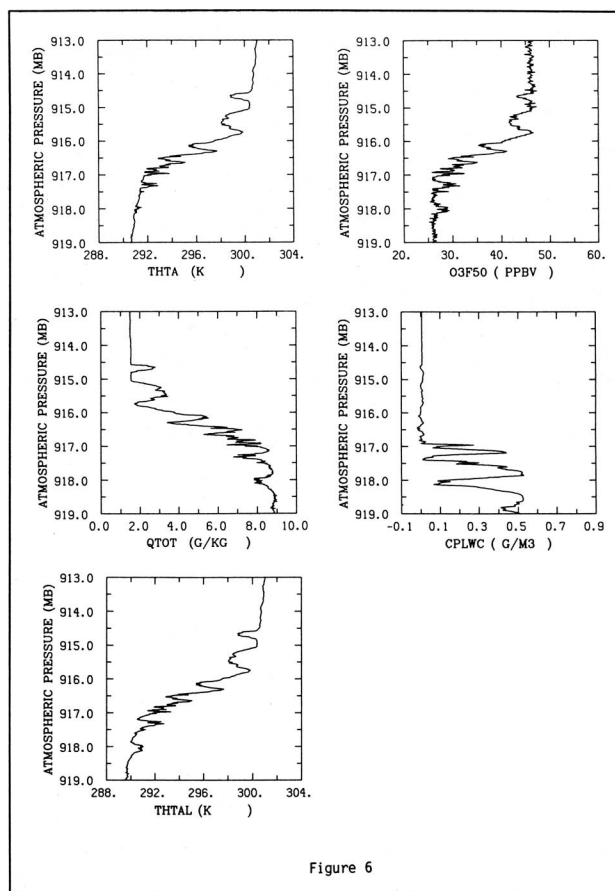 ATMOSPHERIC PRESSURE (MB)
913.0
914.0
915.0
916.0
917.0
918.0
919.0
288. 292. 296. 300. 304.
THTA (K )
ATMOSPHERIC PRESSURE (MB)
913.0
914.0
915.0
916.0
917.0
918.0
919.0
20. 30. 40. 50. 60.
O3F50 ( PPBV )
ATMOSPHERIC PRESSURE (MB)
913.0
914.0
915.0
916.0
917.0
918.0
919.0
0.0 2.0 4.0 6.0 8.0 10.0
QTOT (G/KG )
ATMOSPHERIC PRESSURE (MB)
913.0
914.0
915.0
916.0
917.0
918.0
919.0
-0.1 0.1 0.3 0.5 0.7 0.9
CPLWC ( G/M3 )
ATMOSPHERIC PRESSURE (MB)
913.0
914.0
915.0
916.0
917.0
918.0
919.0
288. 292. 296. 300. 304.
THTAL (K )
Figure 6